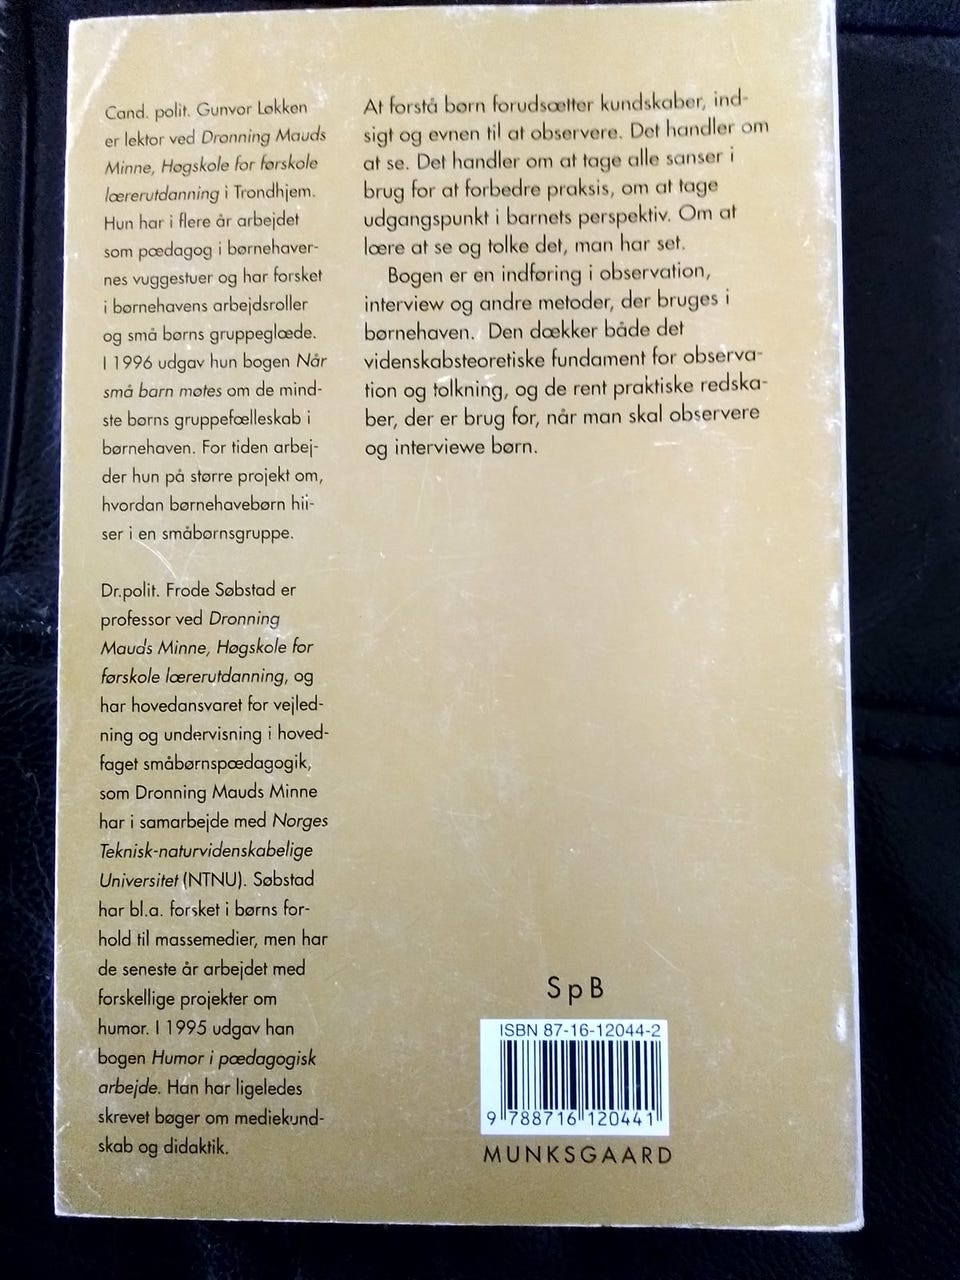 Cand. polit. Gunvor Løkken
er lektor ved Dronning Mauds
Minne, Høgskole for førskole
lærerutdanning i Trondhjem.
Hun har i flere år arbejdet
som pædagog i børnehaver-
nes vuggestuer og har forsket
i børnehavens arbejdsroller
og små børns gruppeglæde.
I 1996 udgav hun bogen Når
små barn møtes om de mind-
ste børns gruppefælleskab i
børnehaven. For tiden arbej-
der hun på større projekt om,
hvordan børnehavebørn hil-
ser i en småbørnsgruppe.
Dr.polit. Frode Søbstad er
professor ved Dronning
Mauds Minne, Høgskole for
førskole lærerutdanning, og
har hovedansvaret for vejled-
ning og undervisning i hoved-
faget småbørnspædagogik,
som Dronning Mauds Minne
har i samarbejde med Norges
Teknisk-naturvidenskabelige
Universitet (NTNU). Søbstad
har bl.a. forsket i børns for-
hold til massemedier, men har
de seneste år arbejdet med
forskellige projekter om
humor. I 1995 udgav han
bogen Humor i pædagogisk
arbejde. Han har ligeledes
skrevet bøger om mediekund-
skab og didaktik.
At forstå børn forudsætter kundskaber, ind-
sigt og evnen til at observere. Det handler om
at se. Det handler om at tage alle sanser i
brug for at forbedre praksis, om at tage
udgangspunkt i barnets perspektiv. Om at
lære at se og tolke det, man har set.
Bogen er en indføring i observation,
interview og andre metoder, der bruges i
børnehaven. Den dækker både det
videnskabsteoretiske fundament for observa-
tion og tolkning, og de rent praktiske redska-
ber, der er brug for, når man skal observere
og interviewe børn.
SpB
ISBN 87-16-12044-2
9 788716 120441
MUNKSGAARD